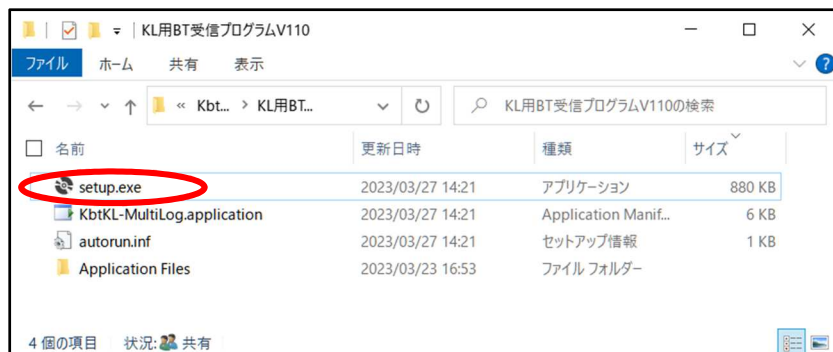 KL用BT受信プログラムV110
ファイル ホーム 共有 表示
« Kbt... > KL用BT... KL用BT受信プログラムV110の検索
名前 更新日時 種類 サイズ
setup.exe 2023/03/27 14:21 アプリケーション 880 KB
KbtKL-MultiLog.application 2023/03/27 14:21 Application Manif... 6 KB
autorun.inf 2023/03/27 14:21 セットアップ情報 1 KB
Application Files 2023/03/23 16:53 ファイル フォルダー
4 個の項目 状況: 共有